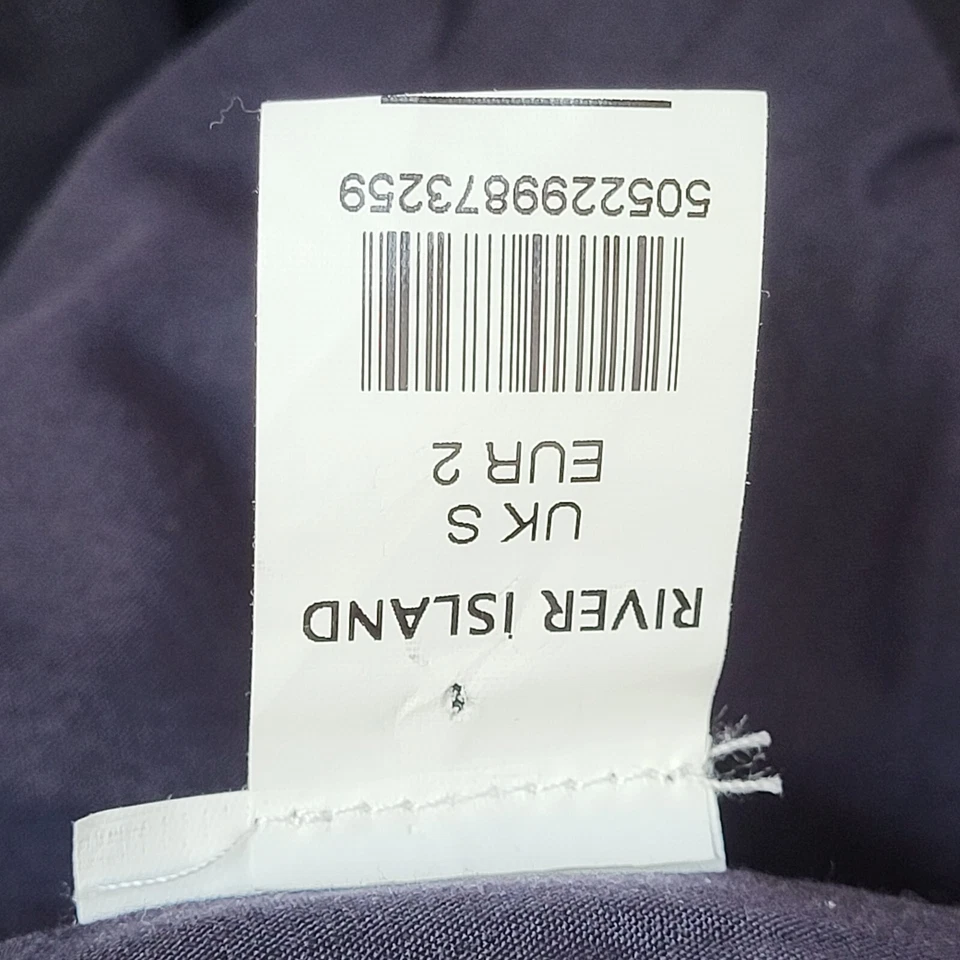 RIVER ISLAND
UK S
EUR 2
5052299873259